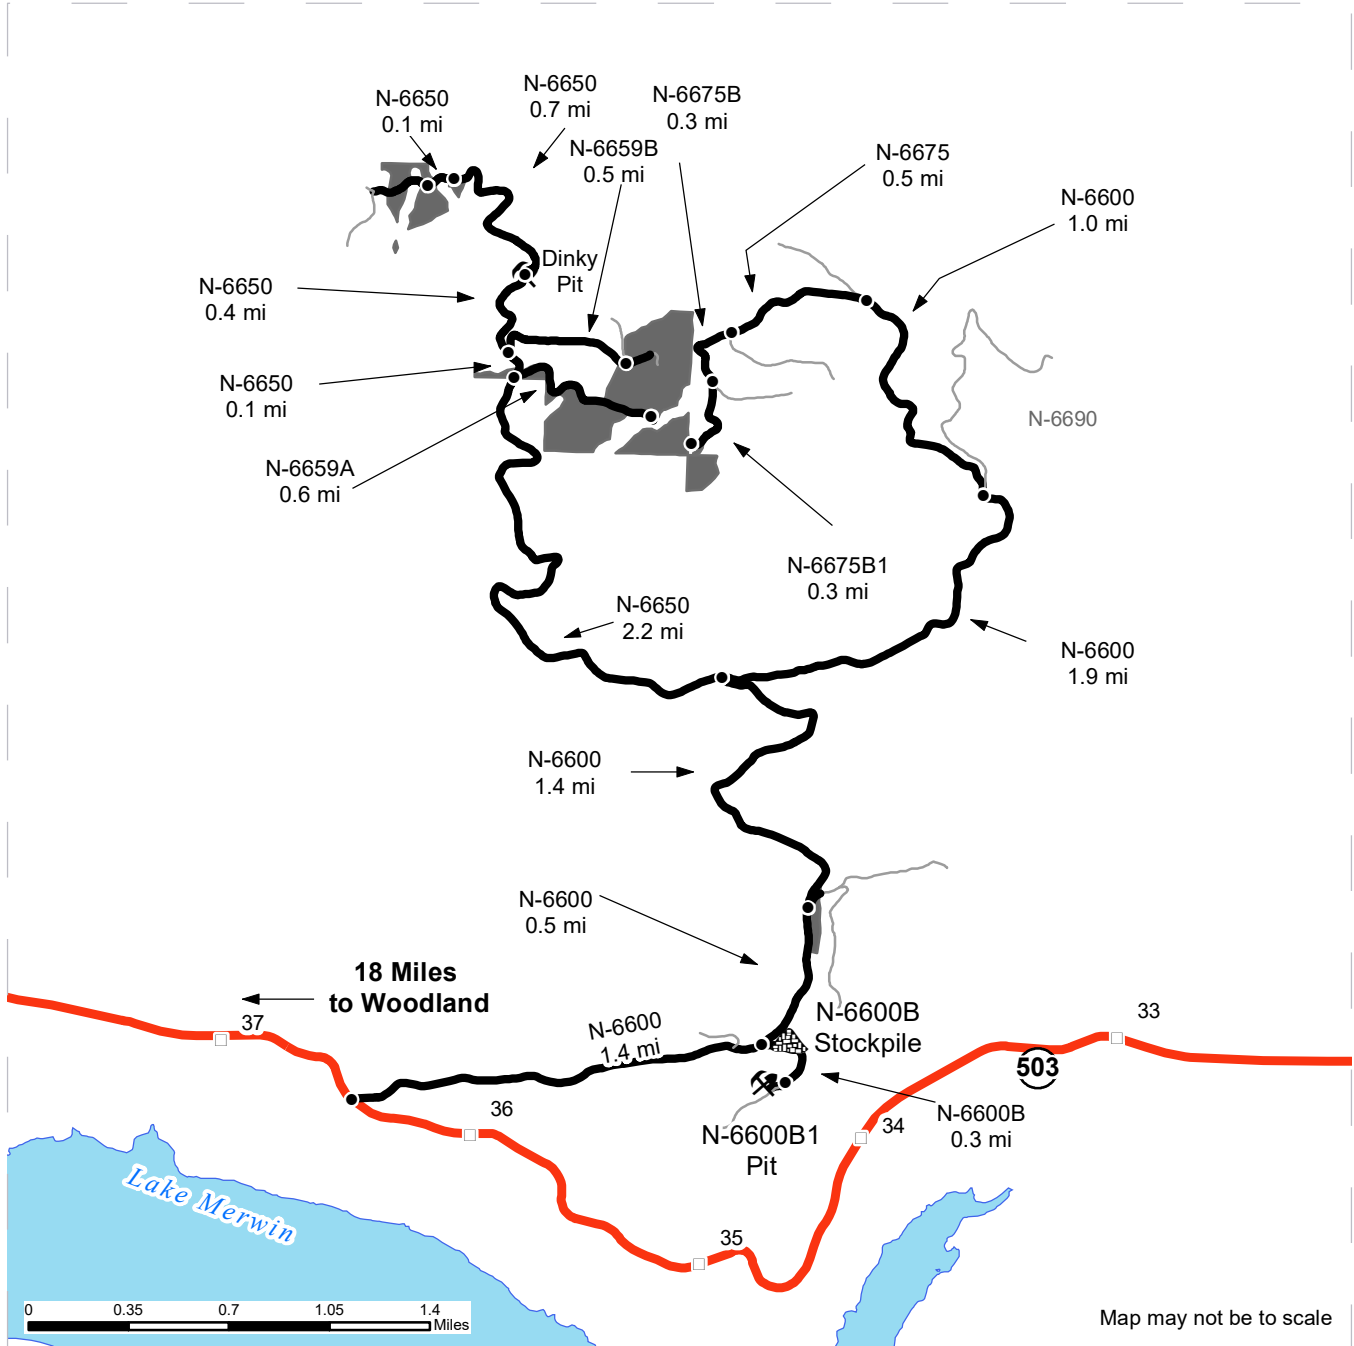 N-6650
0.1 mi
N-6650
0.7 mi
N-6675B
0.3 mi
N-6659B
0.5 mi
N-6675
0.5 mi
N-6600
1.0 mi
Dinky
Pit
N-6650
0.4 mi
N-6650
0.1 mi
N-6690
N-6659A
0.6 mi
N-6675B1
0.3 mi
N-6650
2.2 mi
N-6600
1.9 mi
N-6600
1.4 mi
N-6600
0.5 mi
18 Miles
to Woodland
37
N-6600
1.4 mi
N-6600B
Stockpile
33
503
36
N-6600B
0.3 mi
34
N-6600B1
Pit
Lake Merwin
35
0 0.35 0.7 1.05 1.4
Miles
Map may not be to scale